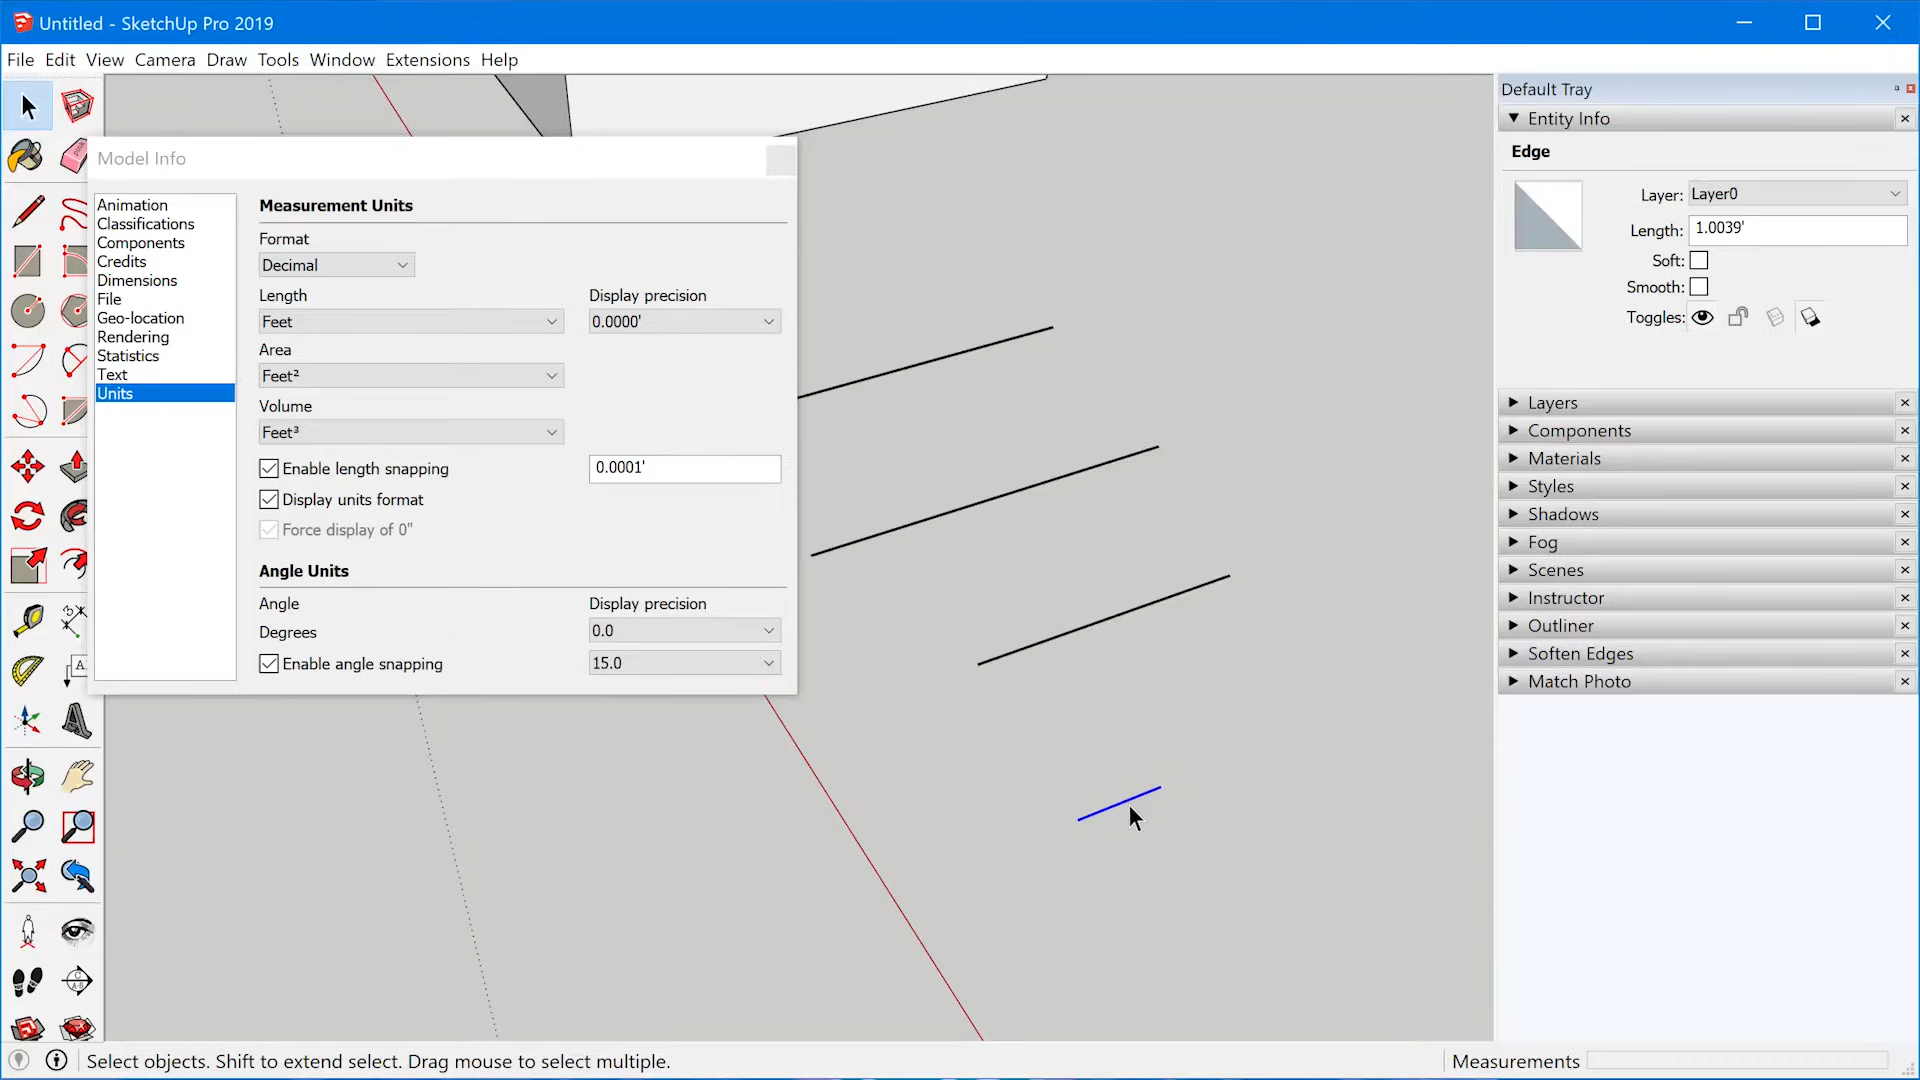 Untitled - SketchUp Pro 2019
File Edit View Camera Draw Tools Window Extensions Help
Model Info
Animation
Classifications
Components
Credits
Dimensions
File
Geo-location
Rendering
Statistics
Text
Units
Measurement Units
Format
Decimal
Length Display precision
Feet 0.0000'
Area
Feet²
Volume
Feet³
Enable length snapping 0.0001'
Display units format
Force display of 0"
Angle Units
Angle Display precision
Degrees 0.0
Enable angle snapping 15.0
Default Tray
Entity Info
Edge
Layer: Layer0
Length: 1.0039'
Soft:
Smooth:
Toggles:
Layers
Components
Materials
Styles
Shadows
Fog
Scenes
Instructor
Outliner
Soften Edges
Match Photo
Select objects. Shift to extend select. Drag mouse to select multiple.
Measurements